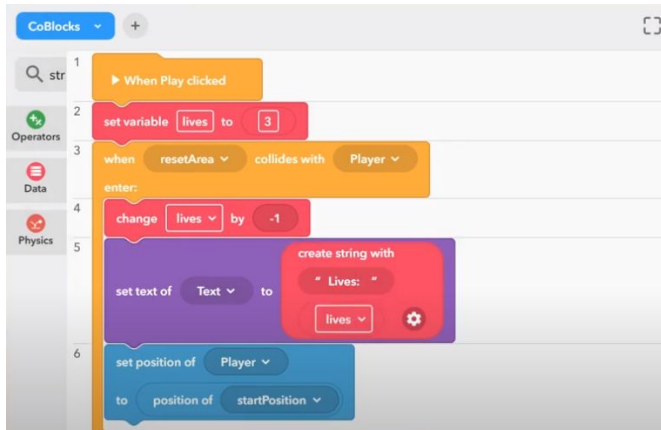 CoBlocks
+
str
Operators
Data
Physics
1
When Play clicked
2
set variable lives to 3
3
when resetArea collides with Player
enter:
4
change lives by -1
5
create string with
“ Lives: ”
set text of Text to
lives
6
set position of Player
to position of startPosition